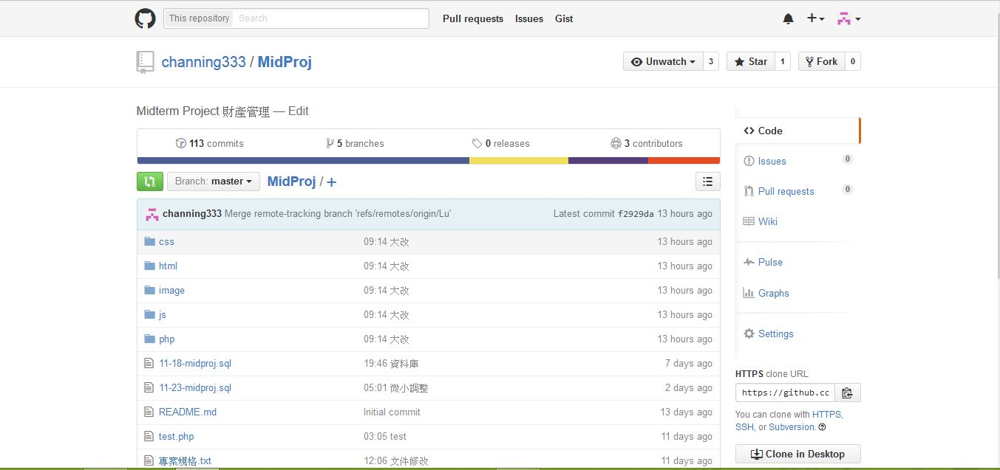 This repository Search Pull requests Issues Gist
channing333 / MidProj Unwatch 3 Star 1 Fork 0
Midterm Project 財產管理 — Edit
113 commits 5 branches 0 releases 3 contributors
Branch: master MidProj / +
channing333 Merge remote-tracking branch 'refs/remotes/origin/Lu' Latest commit f2929da 13 hours ago
css 09:14 大改 13 hours ago
html 09:14 大改 13 hours ago
image 09:14 大改 13 hours ago
js 09:14 大改 13 hours ago
php 09:14 大改 13 hours ago
11-18-midproj.sql 19:46 資料庫 7 days ago
11-23-midproj.sql 05:01 微小調整 2 days ago
README.md Initial commit 13 days ago
test.php 03:05 test 11 days ago
專案規格.txt 12:06 文件修改 11 days ago
Code
Issues 0
Pull requests 0
Wiki
Pulse
Graphs
Settings
HTTPS clone URL
https://github.cc
You can clone with HTTPS,
SSH, or Subversion.
Clone in Desktop